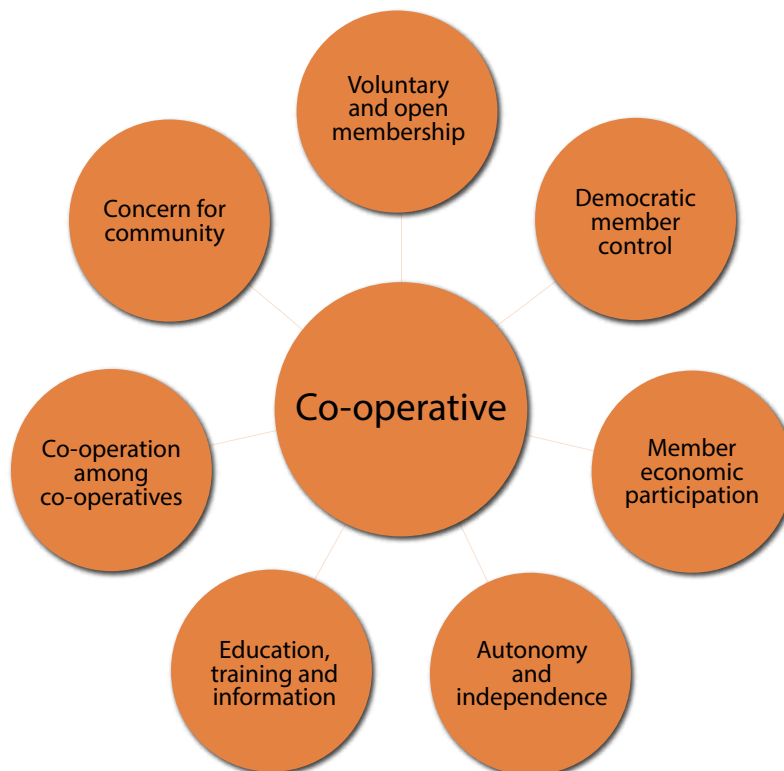 Voluntary
and open
membership
Democratic
member
control
Member
economic
participation
Autonomy
and
independence
Education,
training and
information
Co-operation
among
co-operatives
Concern for
community
Co-operative